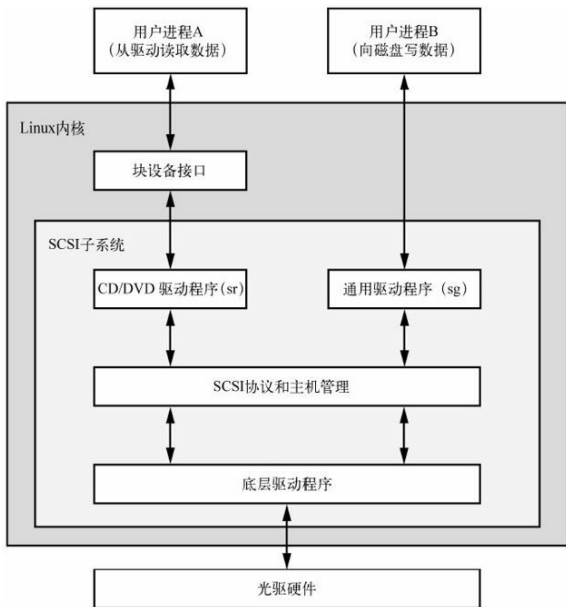 用户进程A
（从驱动读取数据）
用户进程B
（向磁盘写数据）
Linux内核
块设备接口
SCSI子系统
CD/DVD 驱动程序（sr）
通用驱动程序（sg）
SCSI协议和主机管理
底层驱动程序
光驱硬件